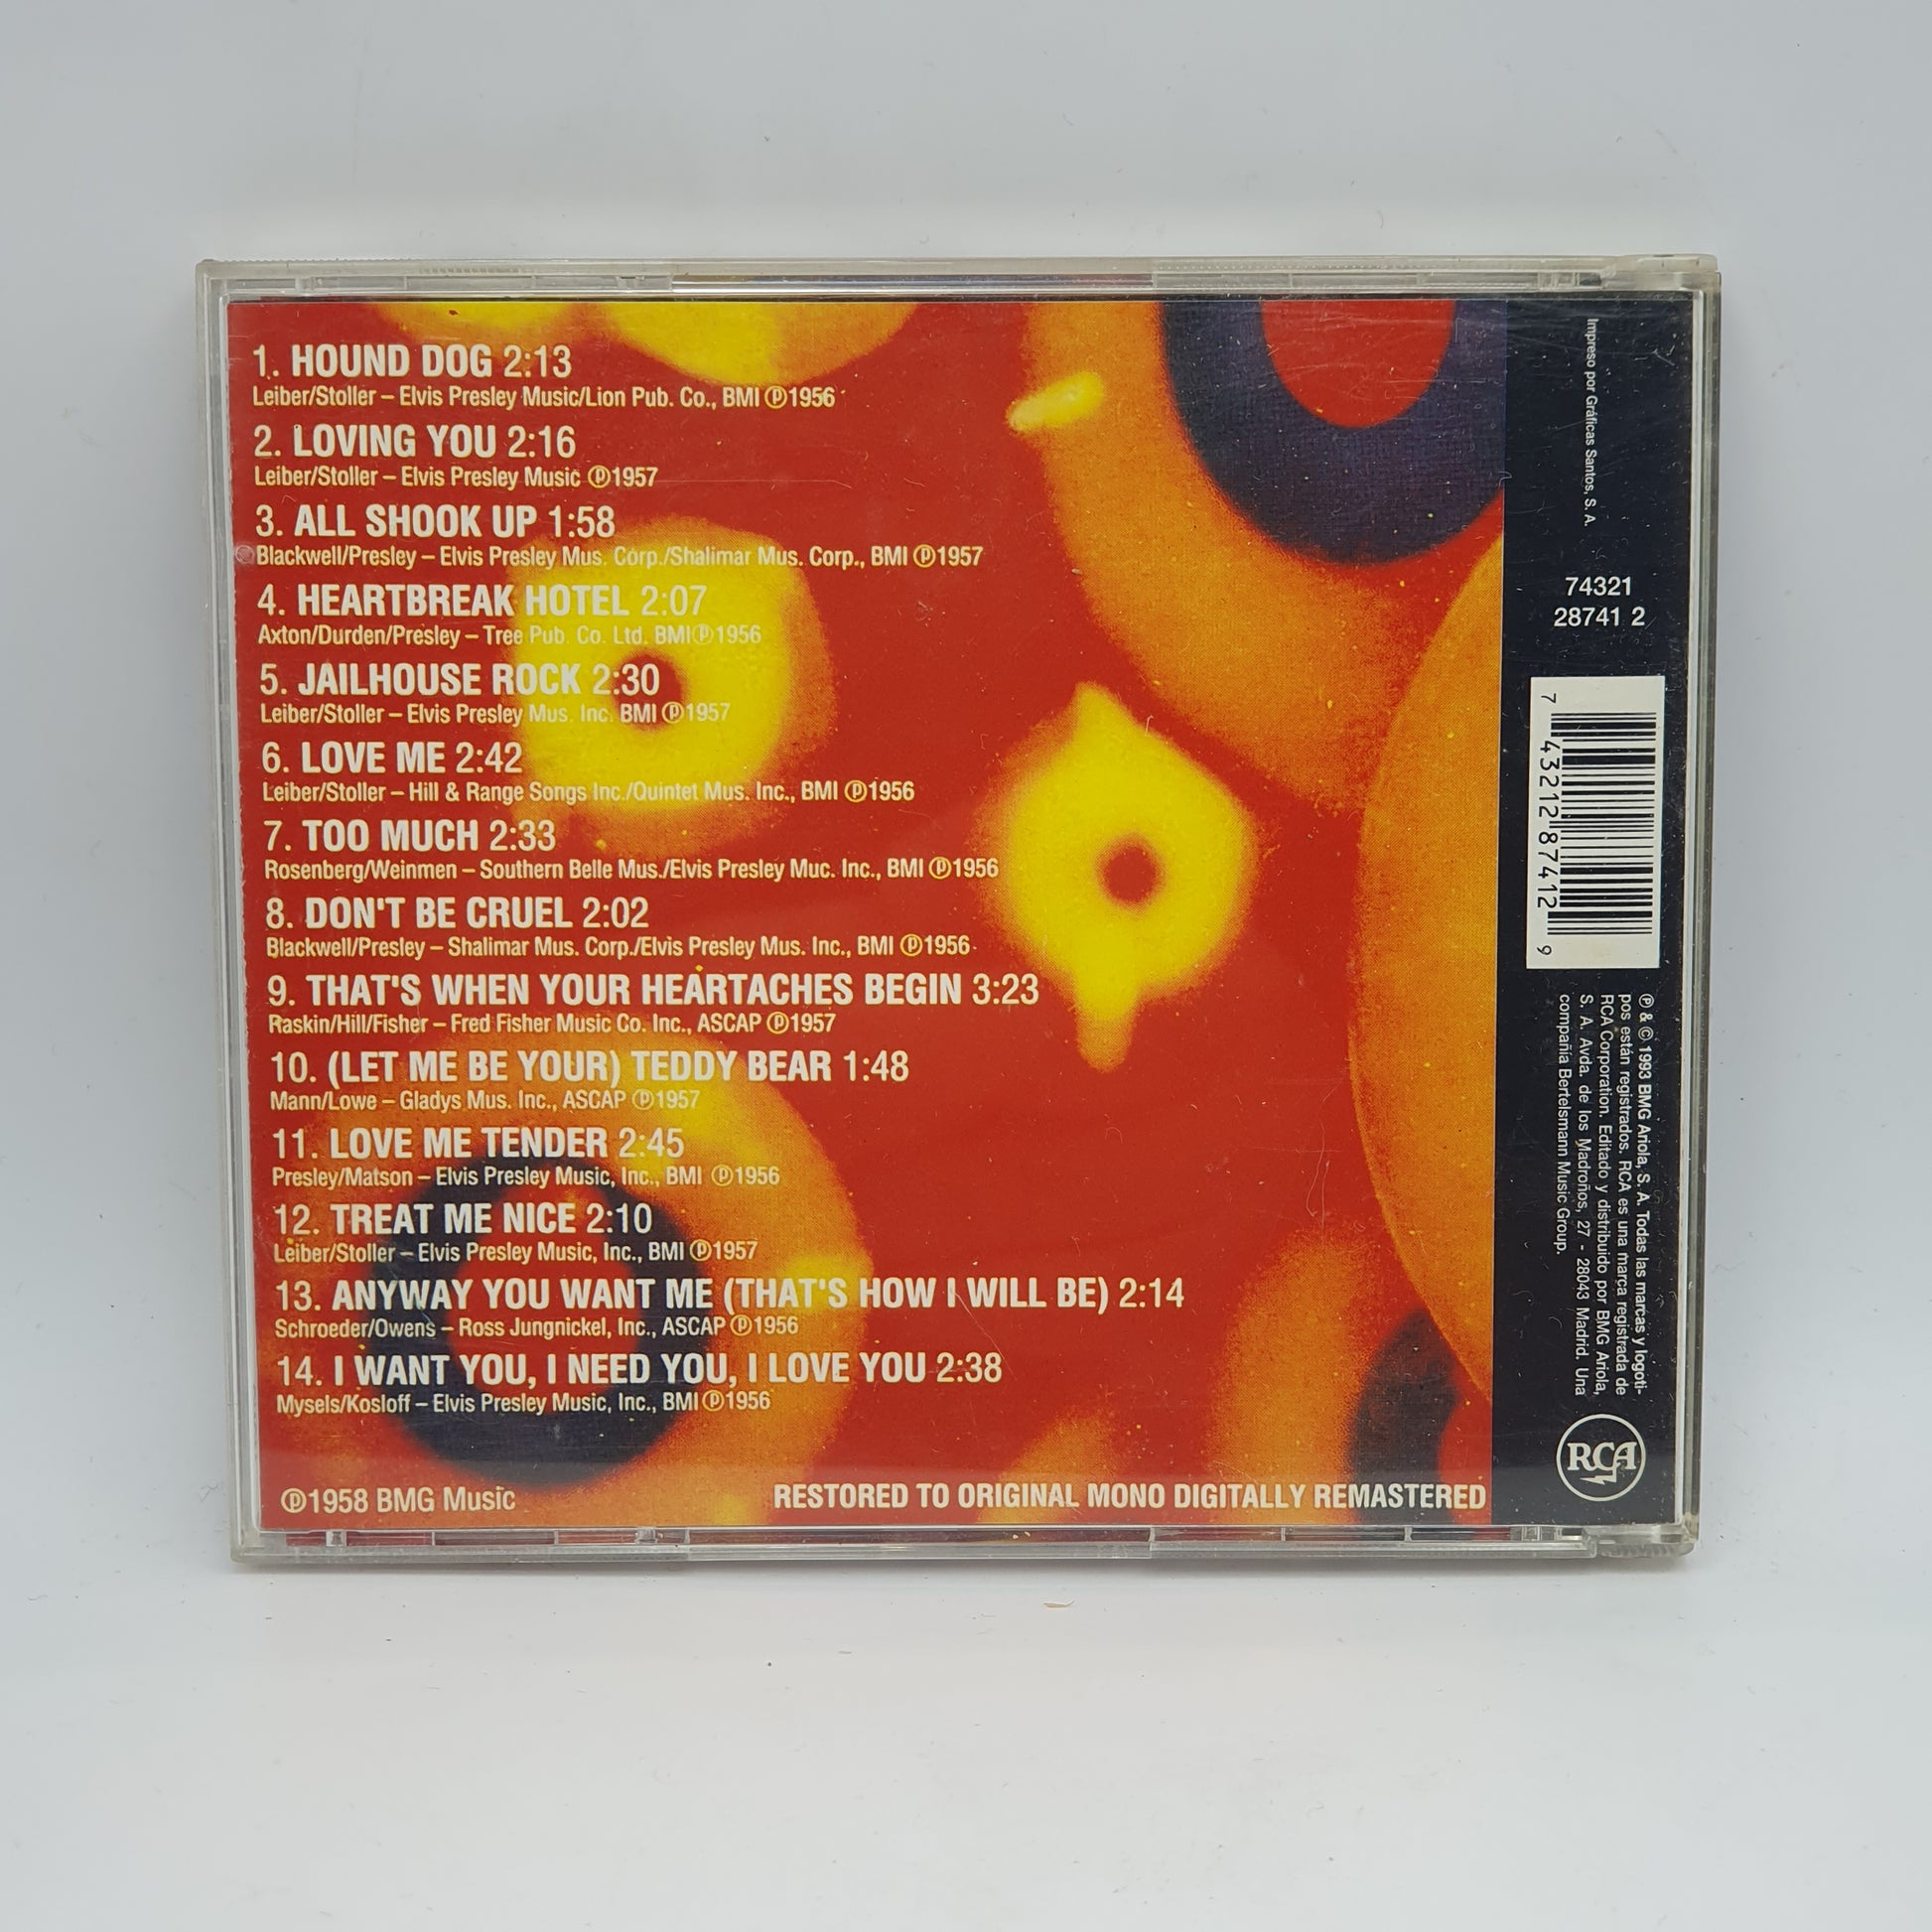 1. HOUND DOG 2:13
Leiber/Stoller – Elvis Presley Music/Lion Pub. Co., BMI ℗1956
2. LOVING YOU 2:16
Leiber/Stoller – Elvis Presley Music ℗1957
3. ALL SHOOK UP 1:58
Blackwell/Presley – Elvis Presley Mus. Corp./Shalimar Mus. Corp., BMI ℗1957
4. HEARTBREAK HOTEL 2:07
Axton/Durden/Presley – Tree Pub. Co. Ltd. BMI℗1956
5. JAILHOUSE ROCK 2:30
Leiber/Stoller – Elvis Presley Mus. Inc. BMI ℗1957
6. LOVE ME 2:42
Leiber/Stoller – Hill & Range Songs Inc./Quintet Mus. Inc., BMI ℗1956
7. TOO MUCH 2:33
Rosenberg/Weinmen – Southern Belle Mus./Elvis Presley Muc. Inc., BMI ℗1956
8. DON'T BE CRUEL 2:02
Blackwell/Presley – Shalimar Mus. Corp./Elvis Presley Mus. Inc., BMI ℗1956
9. THAT'S WHEN YOUR HEARTACHES BEGIN 3:23
Raskin/Hill/Fisher – Fred Fisher Music Co. Inc., ASCAP ℗1957
10. (LET ME BE YOUR) TEDDY BEAR 1:48
Mann/Lowe – Gladys Mus. Inc., ASCAP ℗1957
11. LOVE ME TENDER 2:45
Presley/Matson – Elvis Presley Music, Inc., BMI ℗1956
12. TREAT ME NICE 2:10
Leiber/Stoller – Elvis Presley Music, Inc., BMI ℗1957
13. ANYWAY YOU WANT ME (THAT'S HOW I WILL BE) 2:14
Schroeder/Owens – Ross Jungnickel, Inc., ASCAP ℗1956
14. I WANT YOU, I NEED YOU, I LOVE YOU 2:38
Mysels/Kosloff – Elvis Presley Music, Inc., BMI ℗1956
℗1958 BMG Music
RESTORED TO ORIGINAL MONO DIGITALLY REMASTERED
Impreso por Gráficas Santos, S. A.
74321
28741 2
7 432128 74129
℗ & © 1993 BMG Ariola, S. A. Todas las marcas y logoti-
pos están registrados. RCA es una marca registrada de
RCA Corporation. Editado y distribuido por BMG Ariola,
S. A. Avda. de los Madroños, 27 - 28043 Madrid. Una
compañía Bertelsmann Music Group.
RCA